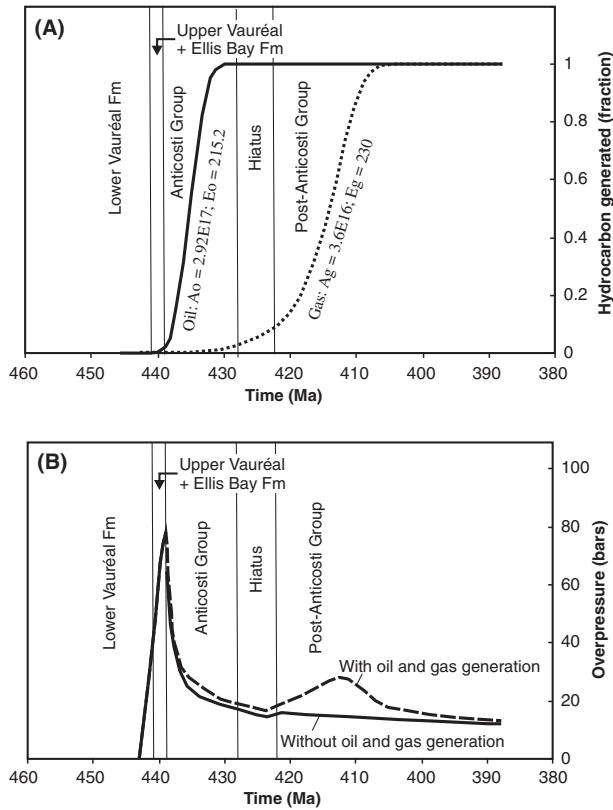 (A)
Upper Vauréal
+ Ellis Bay Fm
Lower Vauréal Fm
Anticosti Group
Oil: Ao = 2.92E17; Eo = 215.2
Hiatus
Post-Anticosti Group
Gas: Ag = 3.6E16; Eg = 230
1
0.8
0.6
0.4
0.2
0
Hydrocarbon generated (fraction)
460 450 440 430 420 410 400 390 380
Time (Ma)
(B)
Upper Vauréal
+ Ellis Bay Fm
Lower Vauréal Fm
Anticosti Group
Hiatus
Post-Anticosti Group
With oil and gas generation
Without oil and gas generation
100
80
60
40
20
0
Overpressure (bars)
460 450 440 430 420 410 400 390 380
Time (Ma)